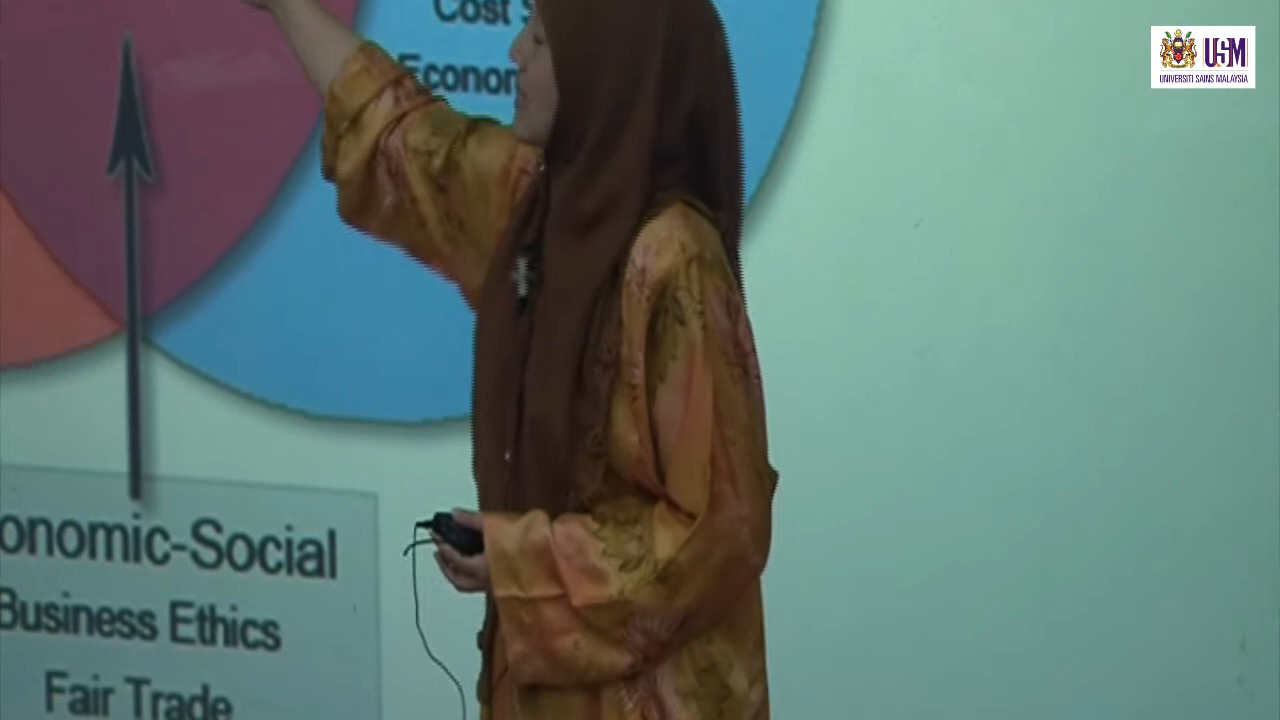 Cost
Econom
USM
UNIVERSITI SAINS MALAYSIA
onomic-Social
Business Ethics
Fair Trade